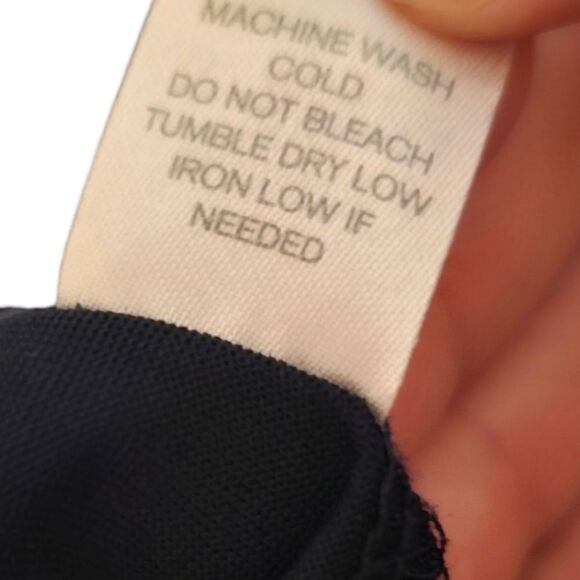 MACHINE WASH
COLD
DO NOT BLEACH
TUMBLE DRY LOW
IRON LOW IF
NEEDED